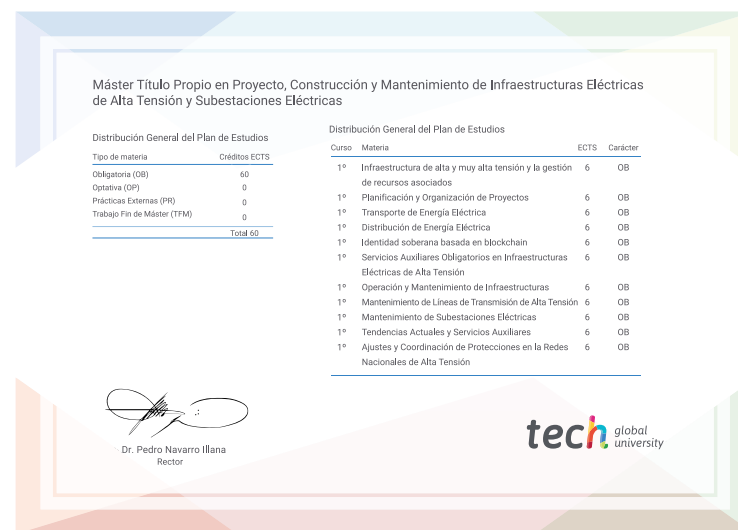 Máster Título Propio en Proyecto, Construcción y Mantenimiento de Infraestructuras Eléctricas
de Alta Tensión y Subestaciones Eléctricas
Distribución General del Plan de Estudios
Tipo de materia Créditos ECTS
Obligatoria (OB) 60
Optativa (OP) 0
Prácticas Externas (PR) 0
Trabajo Fin de Máster (TFM) 0
Total 60
Distribución General del Plan de Estudios
Curso Materia ECTS Carácter
1º Infraestructura de alta y muy alta tensión y la gestión 6 OB
de recursos asociados
1º Planificación y Organización de Proyectos 6 OB
1º Transporte de Energía Eléctrica 6 OB
1º Distribución de Energía Eléctrica 6 OB
1º Identidad soberana basada en blockchain 6 OB
1º Servicios Auxiliares Obligatorios en Infraestructuras 6 OB
Eléctricas de Alta Tensión
1º Operación y Mantenimiento de Infraestructuras 6 OB
1º Mantenimiento de Líneas de Transmisión de Alta Tensión 6 OB
1º Mantenimiento de Subestaciones Eléctricas 6 OB
1º Tendencias Actuales y Servicios Auxiliares 6 OB
1º Ajustes y Coordinación de Protecciones en la Redes 6 OB
Nacionales de Alta Tensión
Dr. Pedro Navarro Illana
Rector
tech global
university